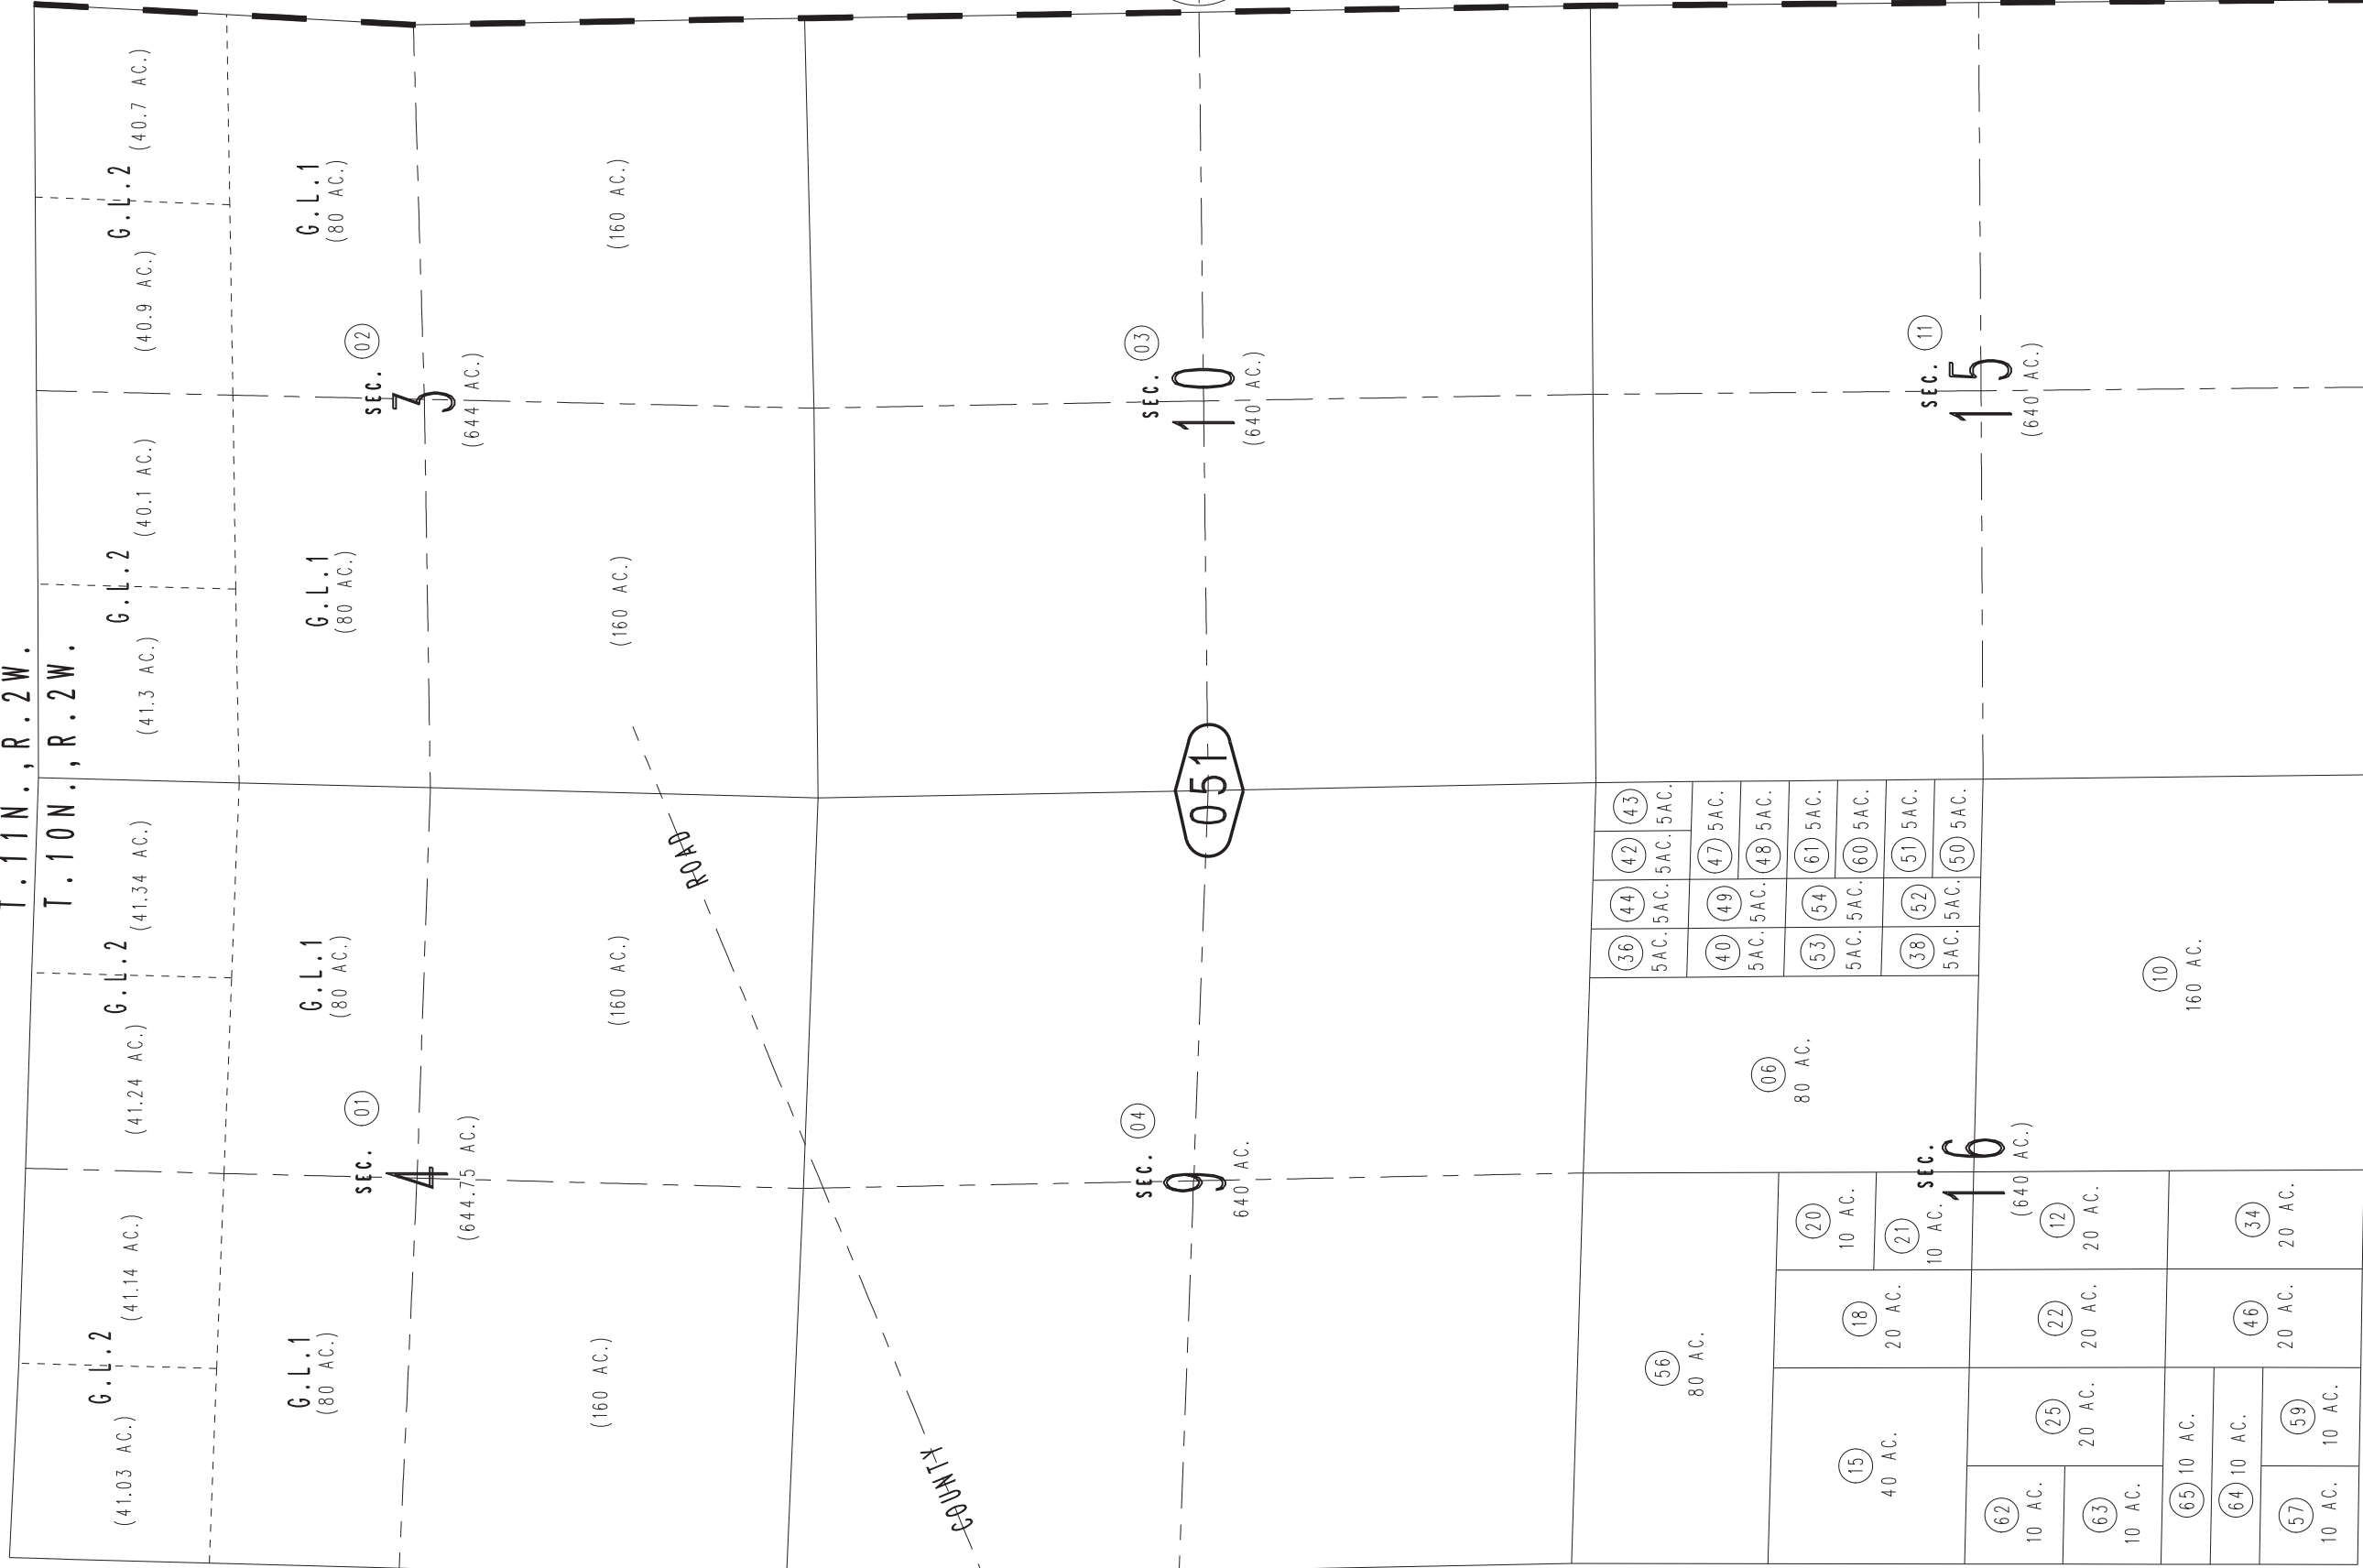 T.11N.,R.2W.
T.10N.,R.2W.
G.L.2
(41.03 AC.)
(41.14 AC.)
G.L.2
(41.24 AC.)
(41.34 AC.)
G.L.2
(41.3 AC.)
(40.1 AC.)
G.L.2
(40.9 AC.)
(40.7 AC.)
G.L.1
(80 AC.)
G.L.1
(80 AC.)
G.L.1
(80 AC.)
G.L.1
(80 AC.)
SEC. 01
4
(644.75 AC.)
SEC. 02
3
(644 AC.)
(160 AC.)
(160 AC.)
(160 AC.)
(160 AC.)
COUNTY ROAD
SEC. 04
9
640 AC.
051
SEC. 03
10
(640 AC.)
56
80 AC.
06
80 AC.
36
5AC.
44
5AC.
42
5AC.
43
5AC.
40
5AC.
49
5AC.
47 5AC.
48 5AC.
53
5AC.
54
5AC.
61 5AC.
60 5AC.
38
5AC.
52
5AC.
51 5AC.
50 5AC.
15
40 AC.
18
20 AC.
20
10 AC.
21
10 AC.
SEC.
16
(640 AC.)
SEC. 11
15
(640 AC.)
62
10 AC.
63
10 AC.
25
20 AC.
22
20 AC.
12
20 AC.
10
160 AC.
65 10 AC.
64 10 AC.
57
10 AC.
59
10 AC.
46
20 AC.
34
20 AC.